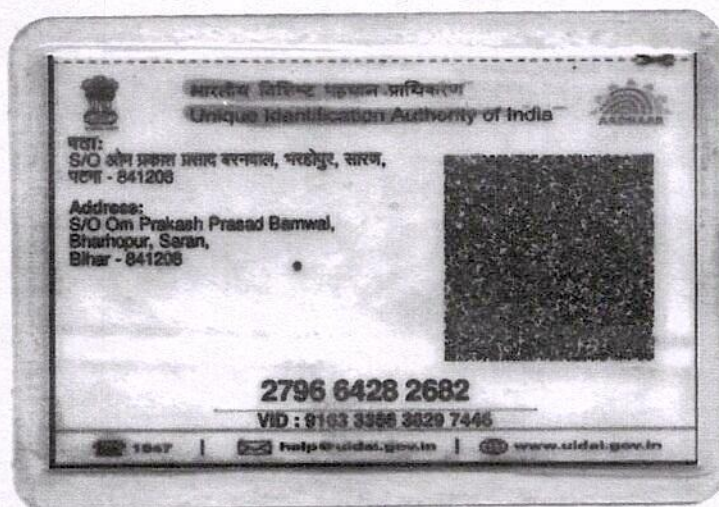 भारतीय विशिष्ट पहचान प्राधिकरण
Unique Identification Authority of India
AADHAAR
पता:
S/O ओम प्रकाश प्रसाद बरनवाल, भरहोपुर, सारण,
पटना - 841208
Address:
S/O Om Prakash Prasad Barnwal,
Bharhopur, Saran,
Bihar - 841208
2796 6428 2682
VID :
1947 | help@uidai.gov.in | www.uidai.gov.in